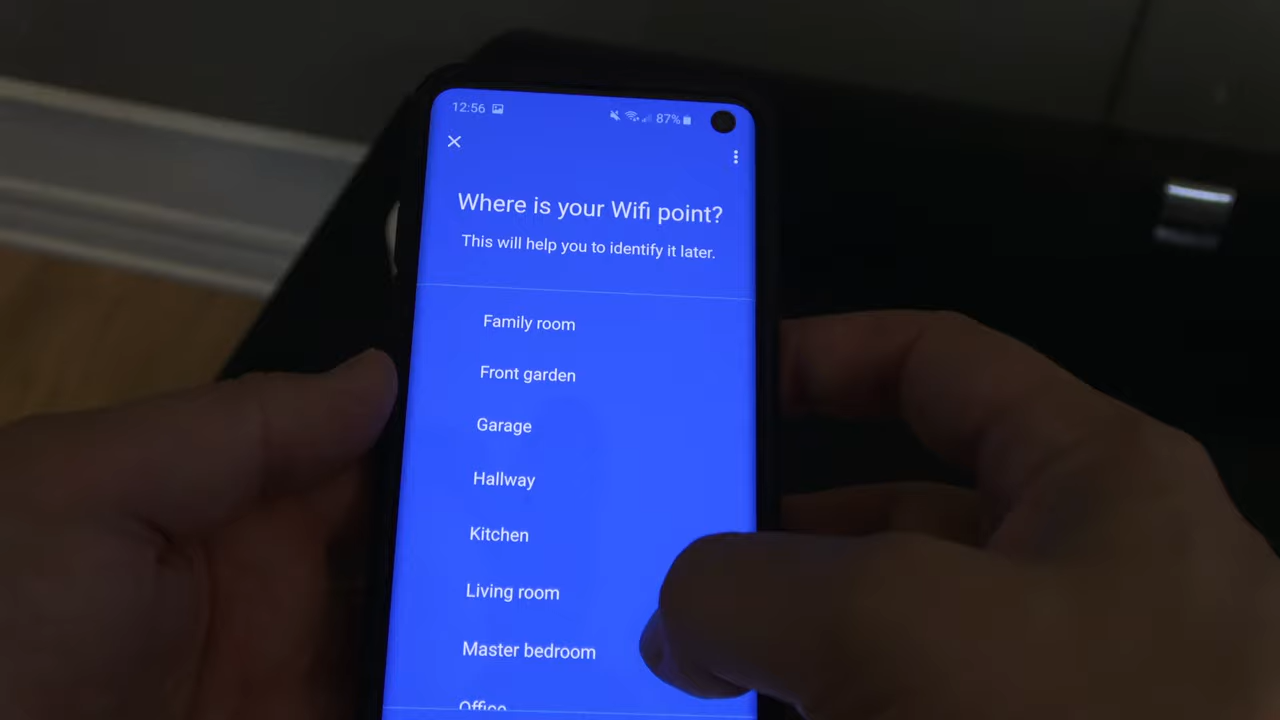 12:56 87%
Where is your Wifi point?
This will help you to identify it later.
Family room
Front garden
Garage
Hallway
Kitchen
Living room
Master bedroom
Office